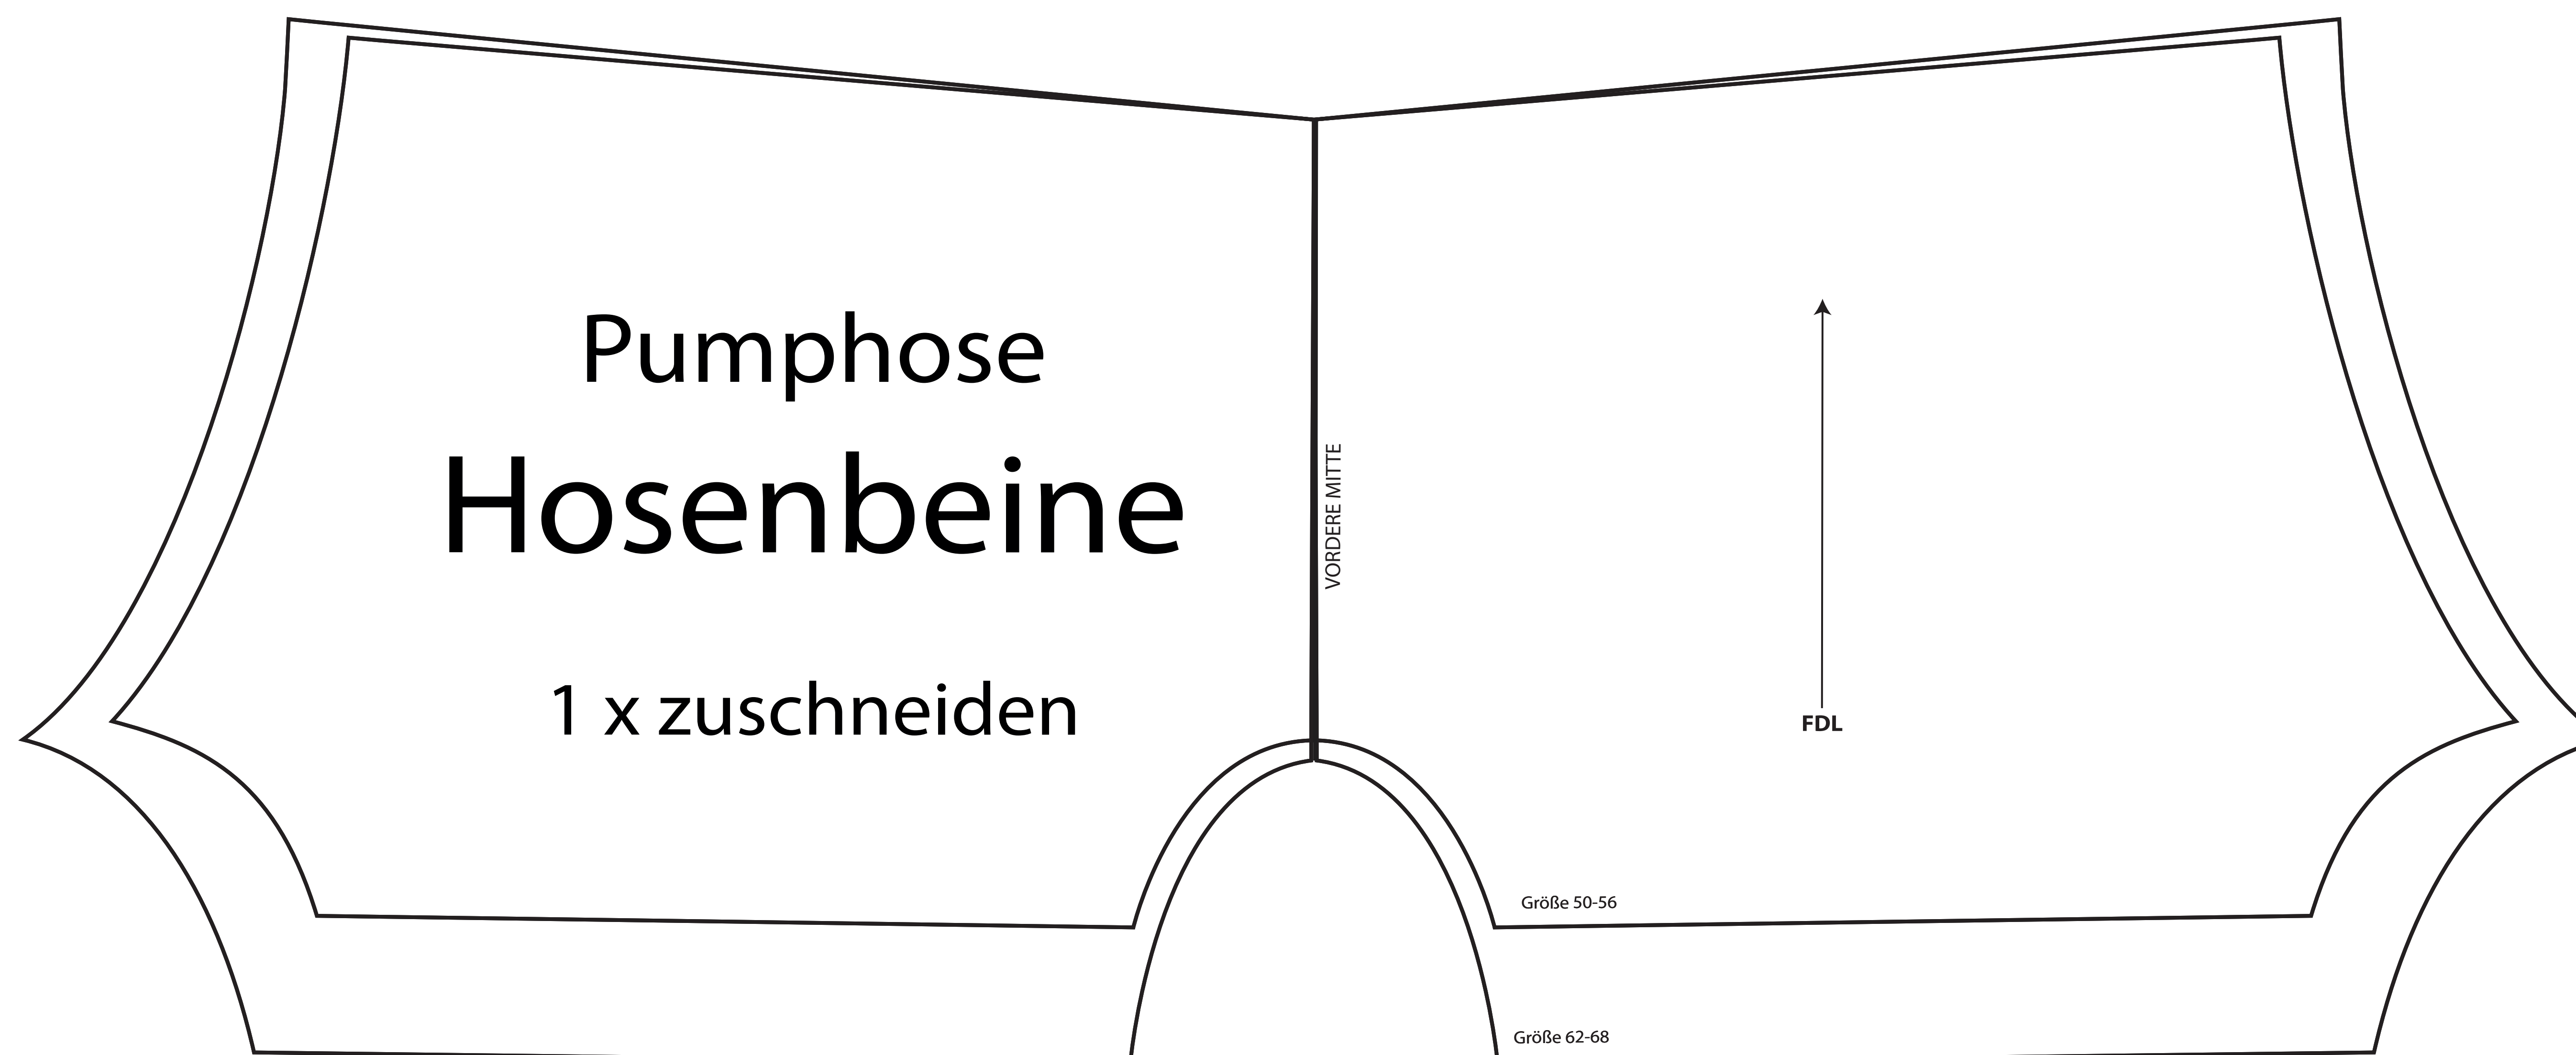 Pumphose
Hosenbeine
1 x zuschneiden
VORDERE MITTE
FDL
Größe 50-56
Größe 62-68